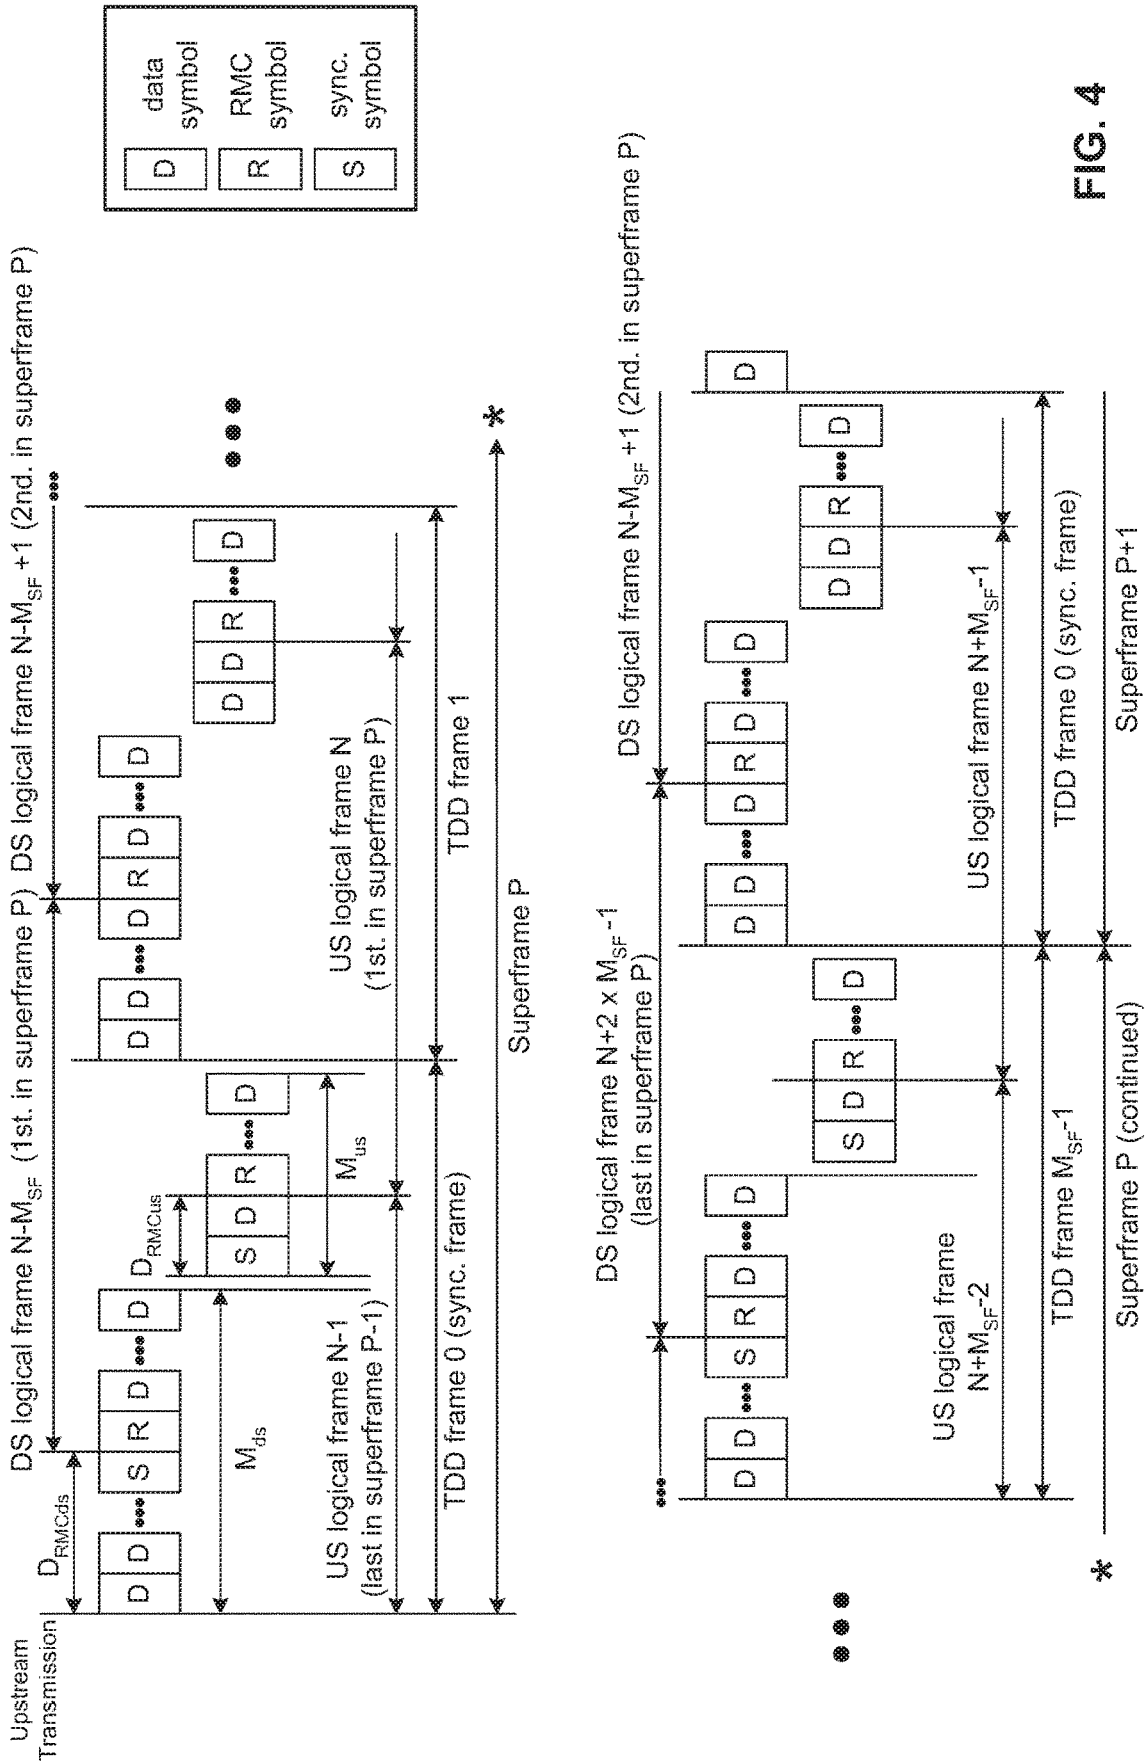 Upstream
Transmission
DS logical frame N-M_SF (1st. in superframe P) DS logical frame N-M_SF +1 (2nd. in superframe P)
D_RMCds
D D ••• S R D ••• D
D D ••• D R D ••• D
M_ds
D_RMCus
S D R ••• D
D D R ••• D
M_us
US logical frame N-1
(last in superframe P-1)
US logical frame N
(1st. in superframe P)
TDD frame 0 (sync. frame)
TDD frame 1
Superframe P
*
•••
D data
symbol
R RMC
symbol
S sync.
symbol
DS logical frame N+2 x M_SF-1
(last in superframe P)
DS logical frame N-M_SF +1 (2nd. in superframe P)
D D ••• S R D ••• D
D D ••• D R D ••• D
D
•••
S D R ••• D
D D R ••• D
US logical frame
N+M_SF-2
US logical frame N+M_SF-1
TDD frame M_SF-1
TDD frame 0 (sync. frame)
*
Superframe P (continued)
Superframe P+1
FIG. 4